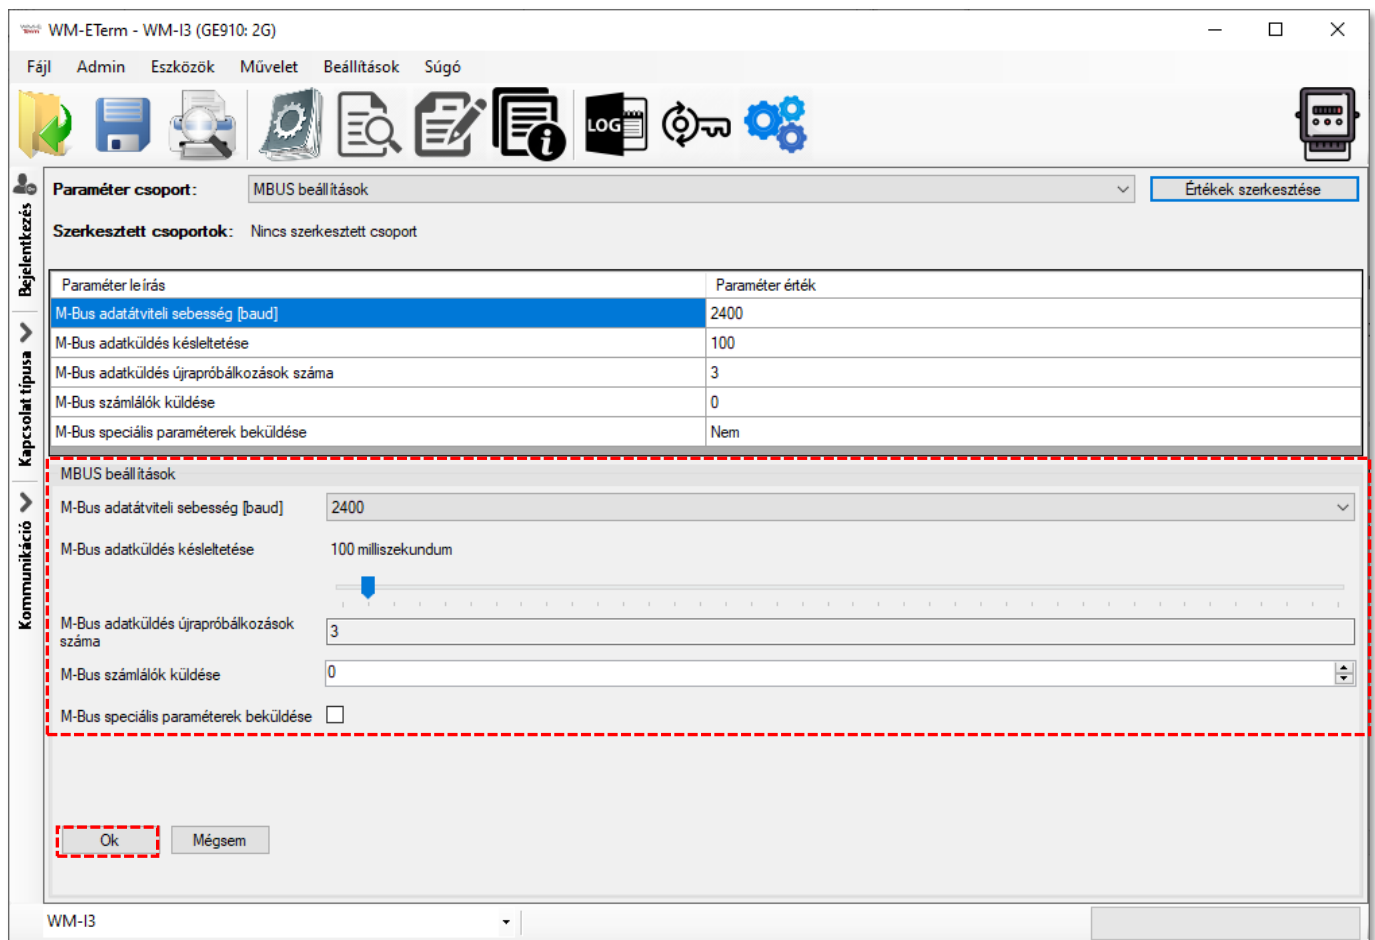 WM-ETerm - WM-I3 (GE910: 2G)
Fájl Admin Eszközök Művelet Beállítások Súgó
LOG
Bejelentkezés
Kapcsolat típusa
Kommunikáció
Paraméter csoport: MBUS beállítások Értékek szerkesztése
Szerkesztett csoportok: Nincs szerkesztett csoport
Paraméter leírás Paraméter érték
M-Bus adatátviteli sebesség [baud] 2400
M-Bus adatküldés késleltetése 100
M-Bus adatküldés újrapróbálkozások száma 3
M-Bus számlálók küldése 0
M-Bus speciális paraméterek beküldése Nem
MBUS beállítások
M-Bus adatátviteli sebesség [baud] 2400
M-Bus adatküldés késleltetése 100 milliszekundum
M-Bus adatküldés újrapróbálkozások
száma 3
M-Bus számlálók küldése 0
M-Bus speciális paraméterek beküldése
Ok Mégsem
WM-I3